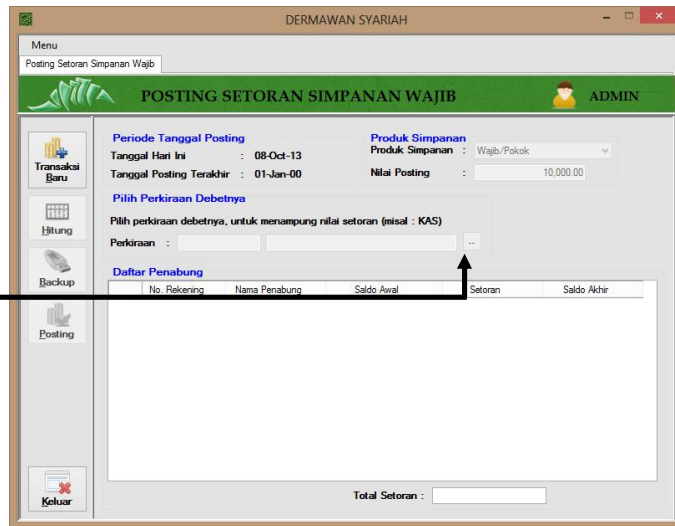 DERMAWAN SYARIAH
Menu
Posting Setoran Simpanan Wajib
POSTING SETORAN SIMPANAN WAJIB
ADMIN
Transaksi
Baru
Hitung
Backup
Posting
Keluar
Periode Tanggal Posting
Tanggal Hari Ini : 08-Oct-13
Tanggal Posting Terakhir : 01-Jan-00
Produk Simpanan
Produk Simpanan : Wajib/Pokok
Nilai Posting : 10,000.00
Pilih Perkiraan Debetnya
Pilih perkiraan debetnya, untuk menampung nilai setoran (misal : KAS)
Perkiraan : ...
Daftar Penabung
No. Rekening Nama Penabung Saldo Awal Setoran Saldo Akhir
Total Setoran :